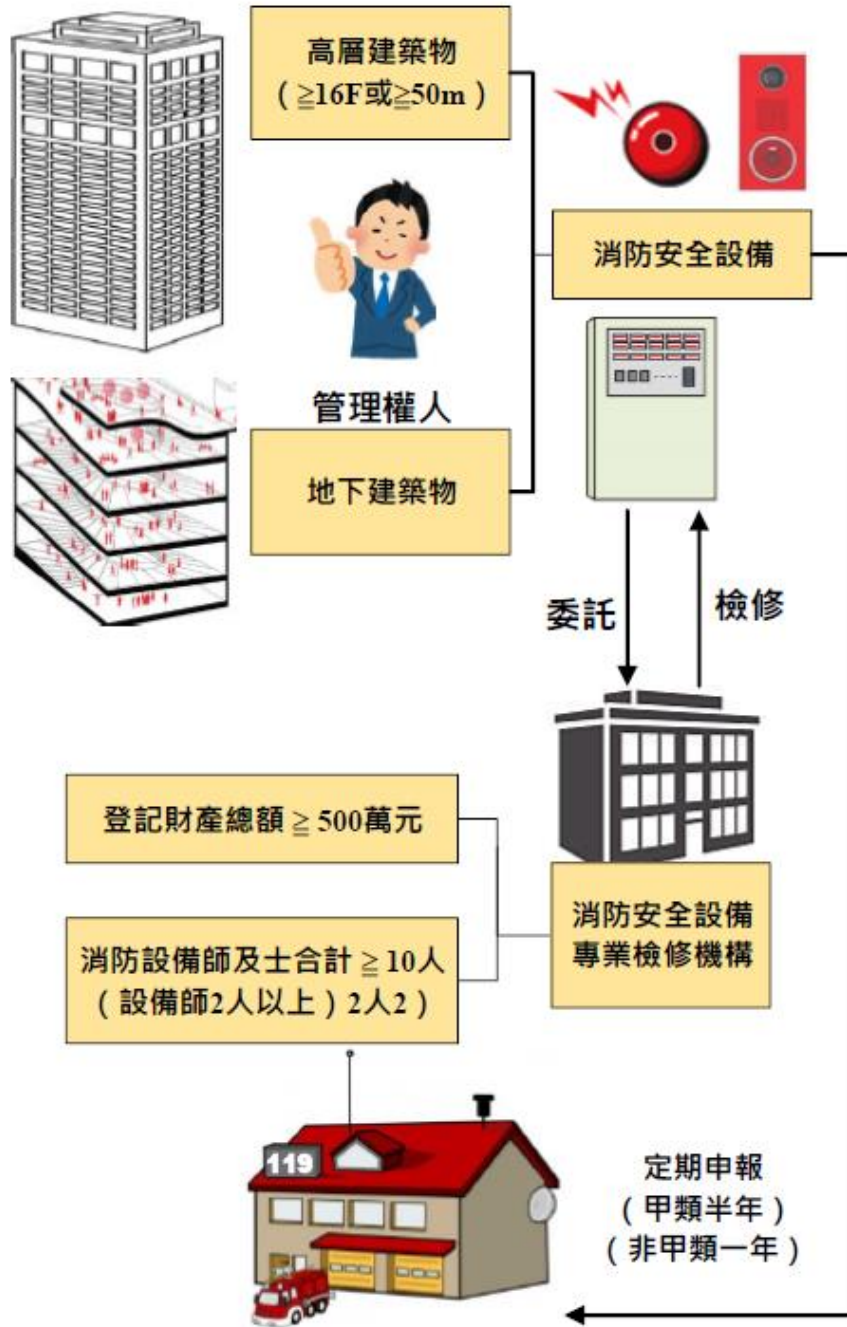 高層建築物
（≧16F或≧50m）
消防安全設備
管理權人
地下建築物
委託
檢修
登記財產總額 ≧ 500萬元
消防設備師及士合計 ≧ 10人
（設備師2人以上）2人2）
消防安全設備
專業檢修機構
119
定期申報
（甲類半年）
（非甲類一年）